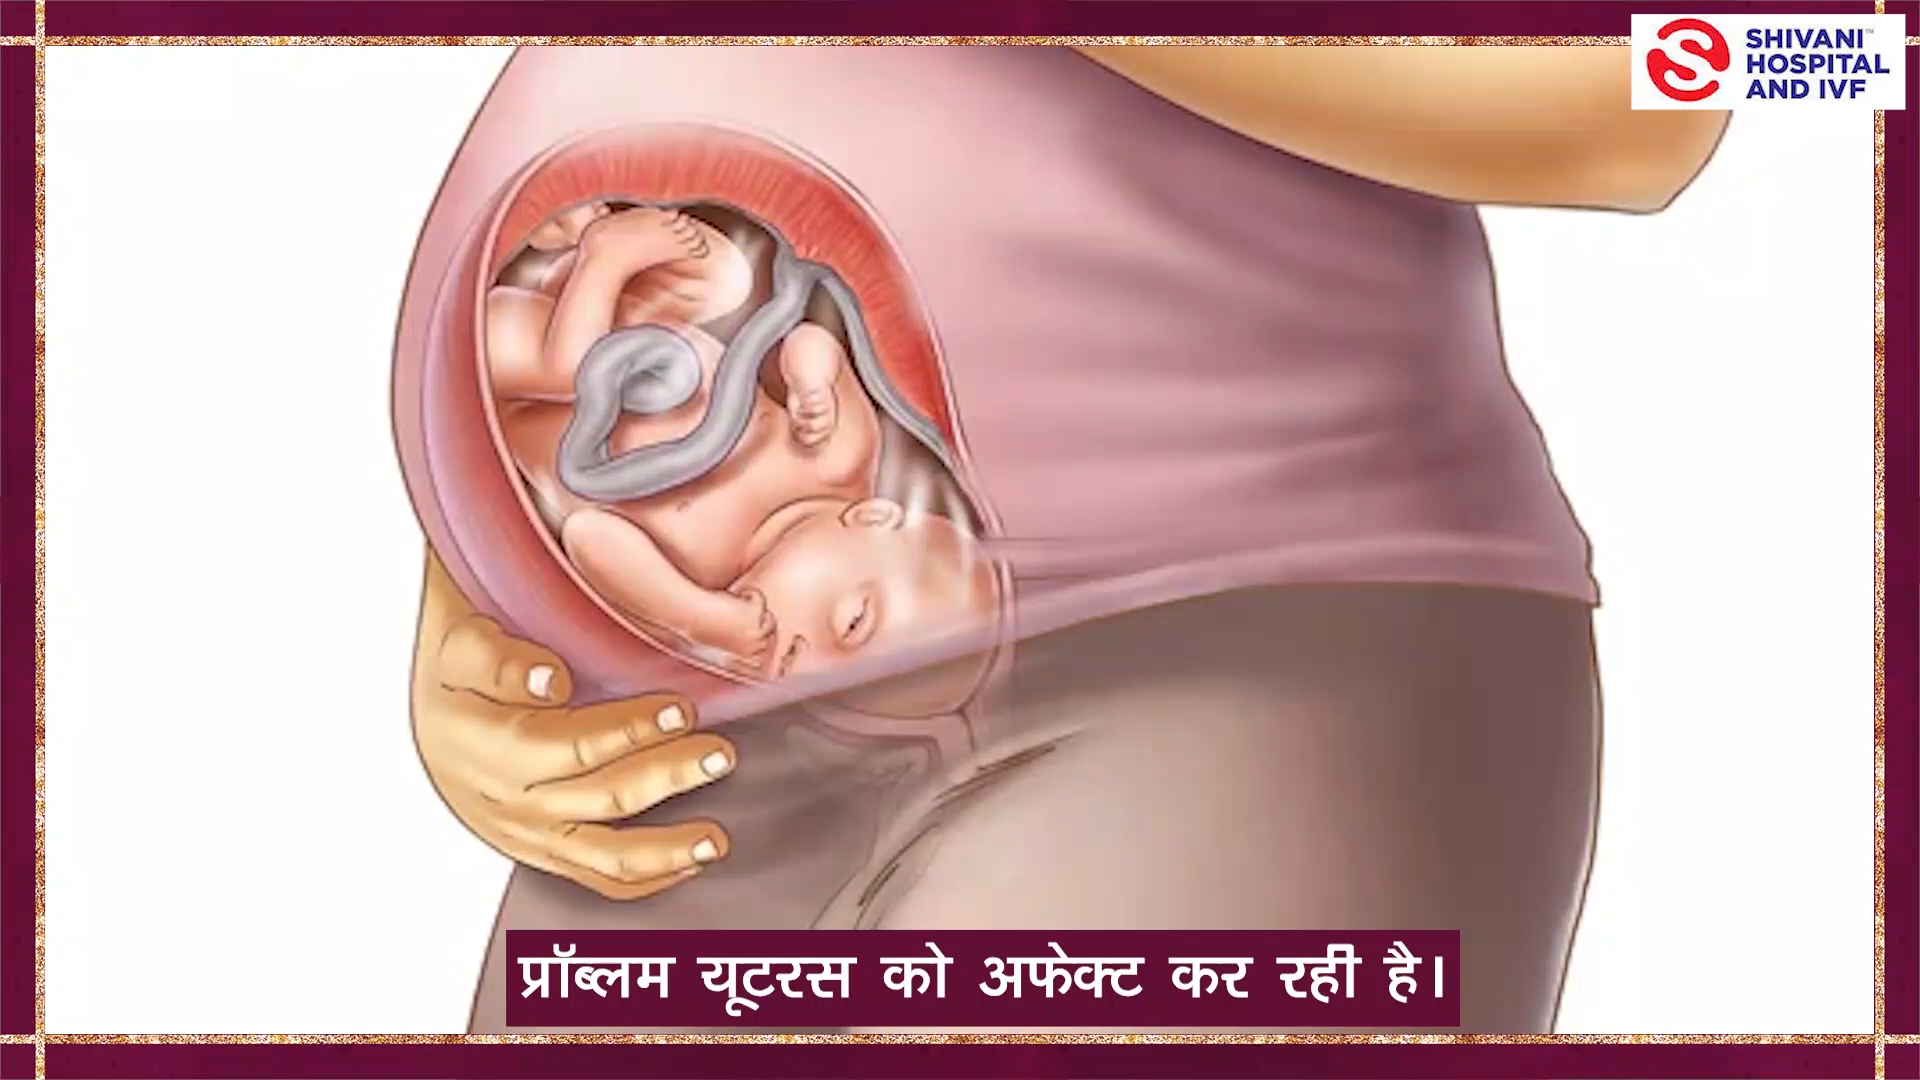 SHIVANI™
HOSPITAL
AND IVF
प्रॉब्लम यूटरस को अफेक्ट कर रही है।